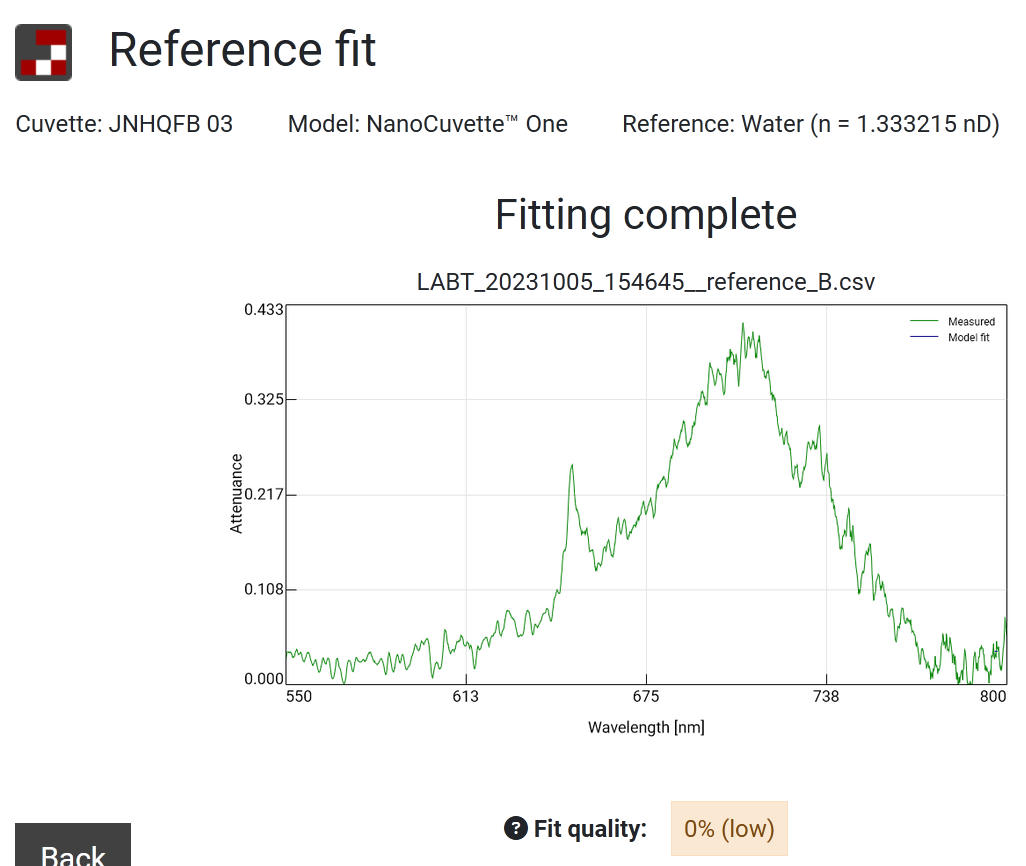 Reference fit
Cuvette: JNHQFB 03 Model: NanoCuvette™ One Reference: Water (n = 1.333215 nD)
Fitting complete
LABT_20231005_154645__reference_B.csv
0.433
Measured
Model fit
0.325
Attenuance
0.217
0.108
0.000
550 613 675 738 800
Wavelength [nm]
? Fit quality: 0% (low)
Back